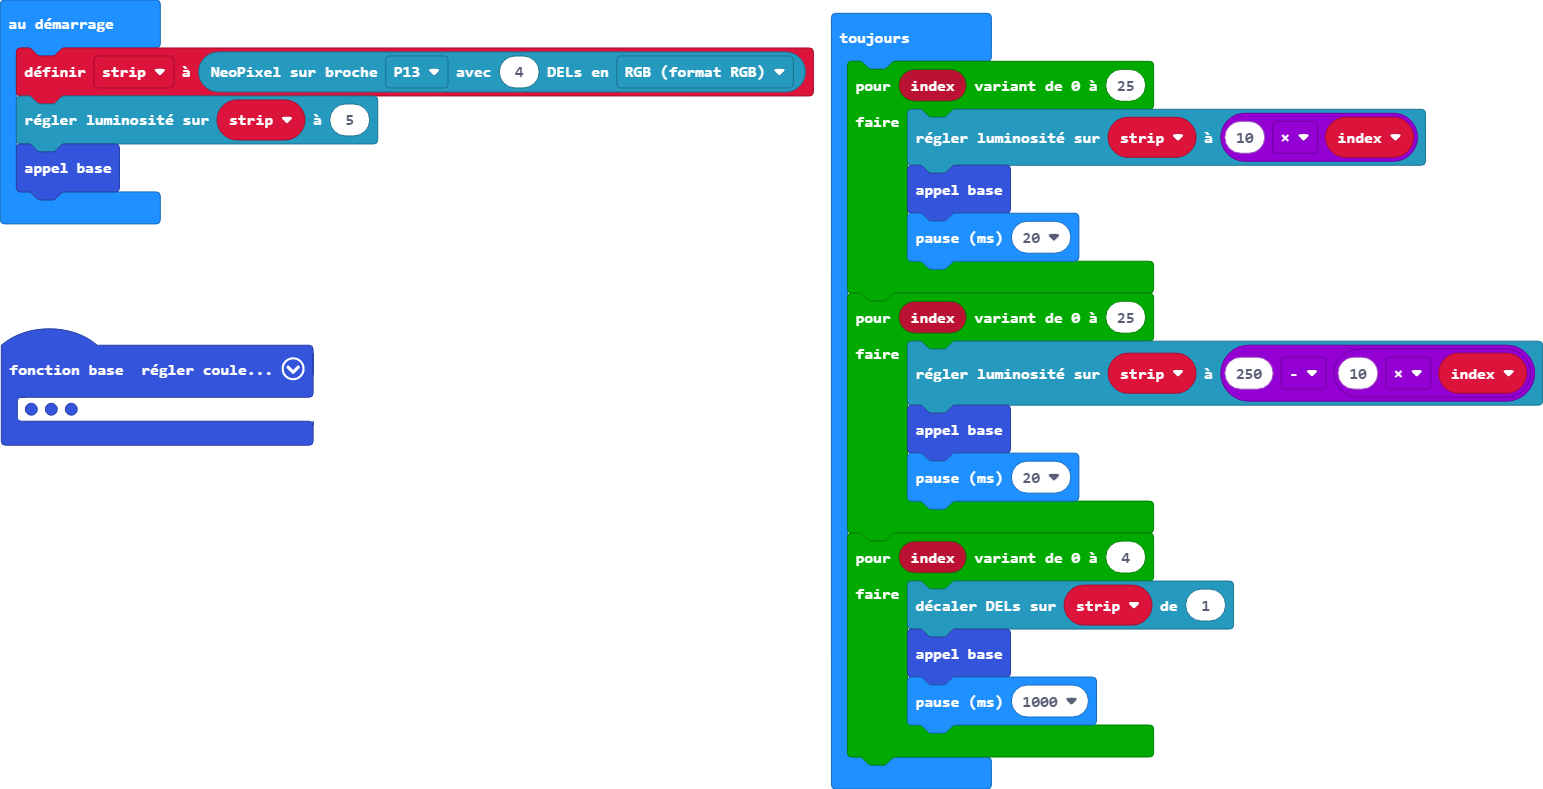 au démarrage
définir strip à NeoPixel sur broche P13 avec 4 DELs en RGB (format RGB)
régler luminosité sur strip à 5
appel base
fonction base régler coule...
toujours
pour index variant de 0 à 25
faire
régler luminosité sur strip à 10 × index
appel base
pause (ms) 20
pour index variant de 0 à 25
faire
régler luminosité sur strip à 250 - 10 × index
appel base
pause (ms) 20
pour index variant de 0 à 4
faire
décaler DELs sur strip de 1
appel base
pause (ms) 1000